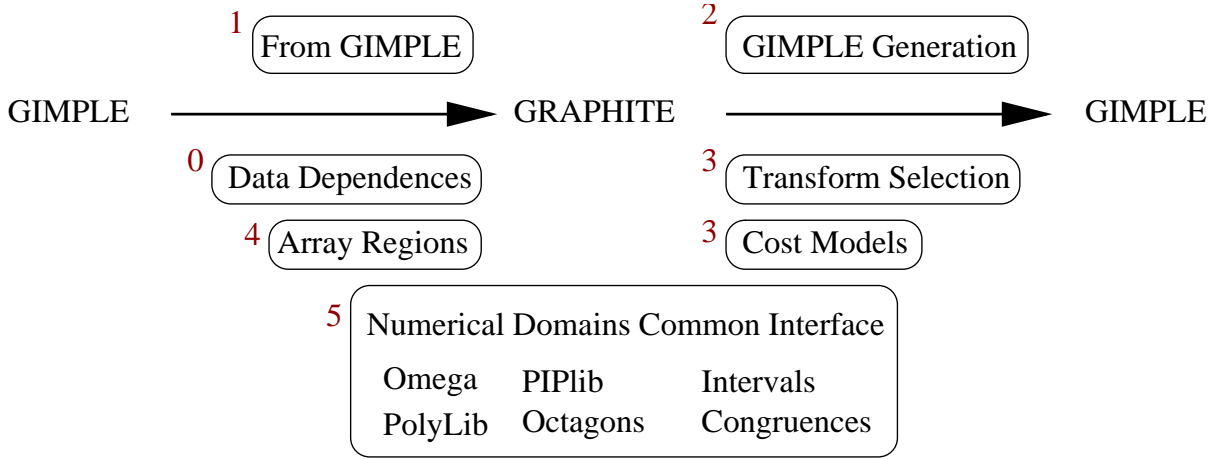 1 From GIMPLE
2 GIMPLE Generation
GIMPLE
GRAPHITE
GIMPLE
0 Data Dependences
3 Transform Selection
4 Array Regions
3 Cost Models
5 Numerical Domains Common Interface
Omega PIPlib Intervals
PolyLib Octagons Congruences